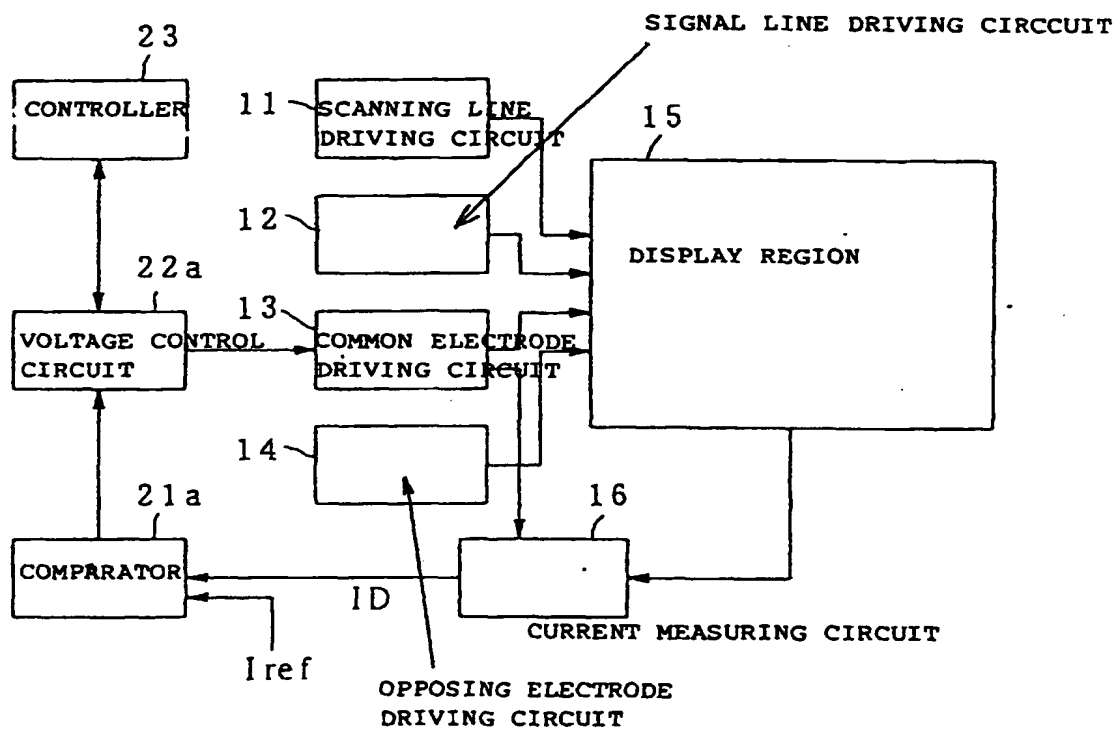 SIGNAL LINE DRIVING CIRCCUIT
23
CONTROLLER
11
SCANNING LINE
DRIVING CIRCUIT
15
12
DISPLAY REGION
22a
VOLTAGE CONTROL
CIRCUIT
13
COMMON ELECTRODE
DRIVING CIRCUIT
14
21a
COMPARATOR
16
ID
Iref
CURRENT MEASURING CIRCUIT
OPPOSING ELECTRODE
DRIVING CIRCUIT